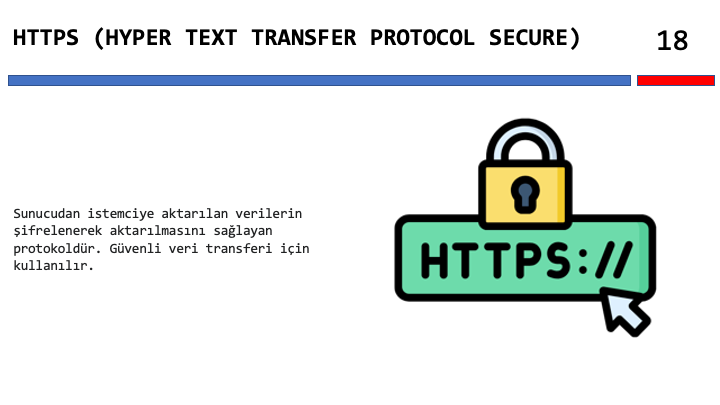 HTTPS (HYPER TEXT TRANSFER PROTOCOL SECURE)
18
Sunucudan istemciye aktarılan verilerin
şifrelenerek aktarılmasını sağlayan
protokoldür. Güvenli veri transferi için
kullanılır.
HTTPS://